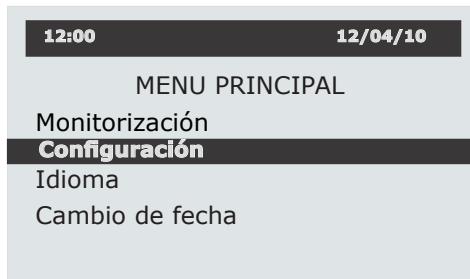 12:00 12/04/10
MENU PRINCIPAL
Monitorización
Configuración
Idioma
Cambio de fecha